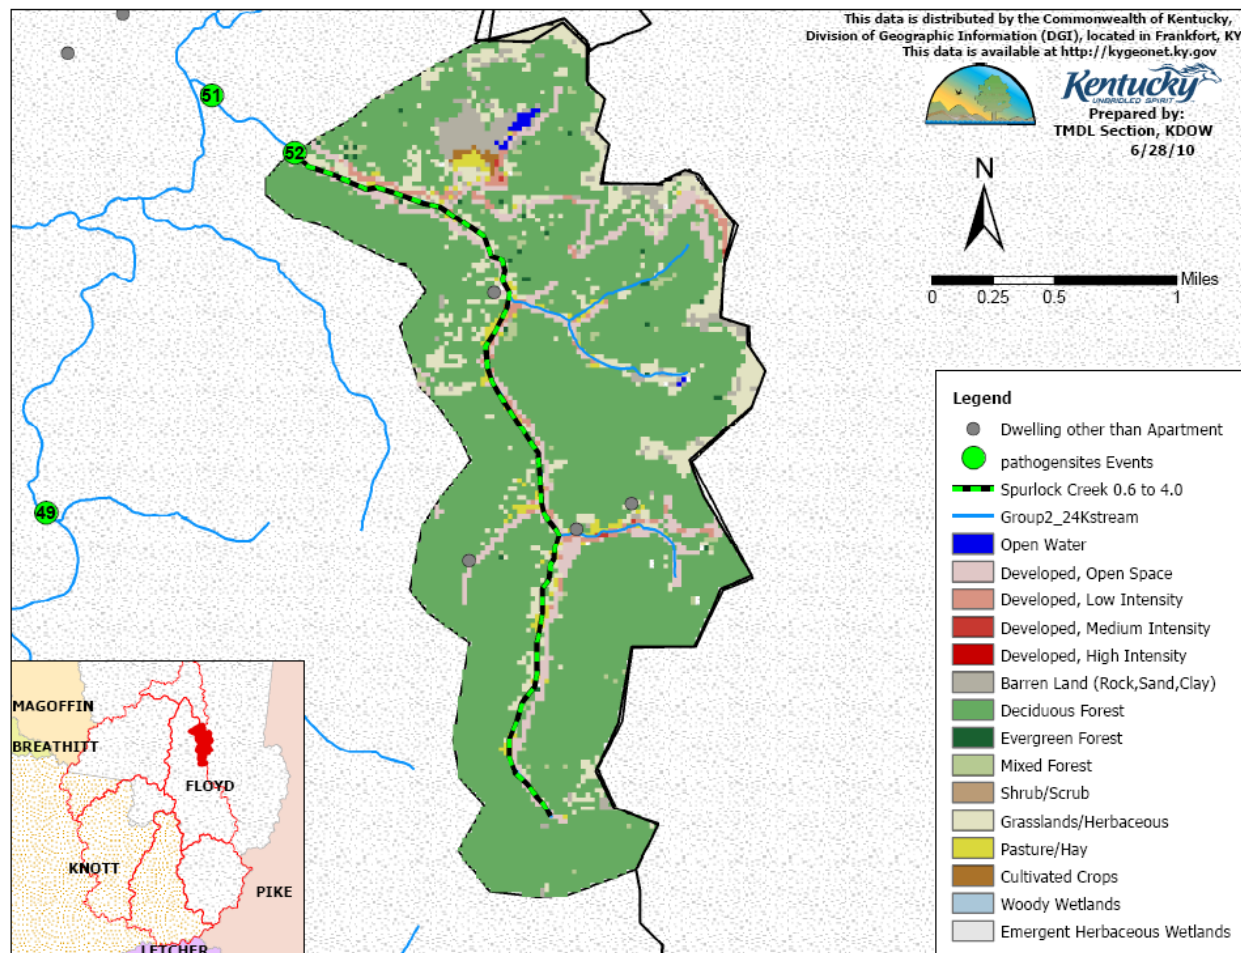 This data is distributed by the Commonwealth of Kentucky,
Division of Geographic Information (DGI), located in Frankfort, KY
This data is available at http://kygeonet.ky.gov
Kentucky
UNBRIDLED SPIRIT
Prepared by:
TMDL Section, KDOW
6/28/10
N
Miles
0 0.25 0.5 1
51
52
49
Legend
Dwelling other than Apartment
pathogensites Events
Spurlock Creek 0.6 to 4.0
Group2_24Kstream
Open Water
Developed, Open Space
Developed, Low Intensity
Developed, Medium Intensity
Developed, High Intensity
Barren Land (Rock,Sand,Clay)
Deciduous Forest
Evergreen Forest
Mixed Forest
Shrub/Scrub
Grasslands/Herbaceous
Pasture/Hay
Cultivated Crops
Woody Wetlands
Emergent Herbaceous Wetlands
MAGOFFIN
BREATHITT
FLOYD
KNOTT
PIKE
LETCHER